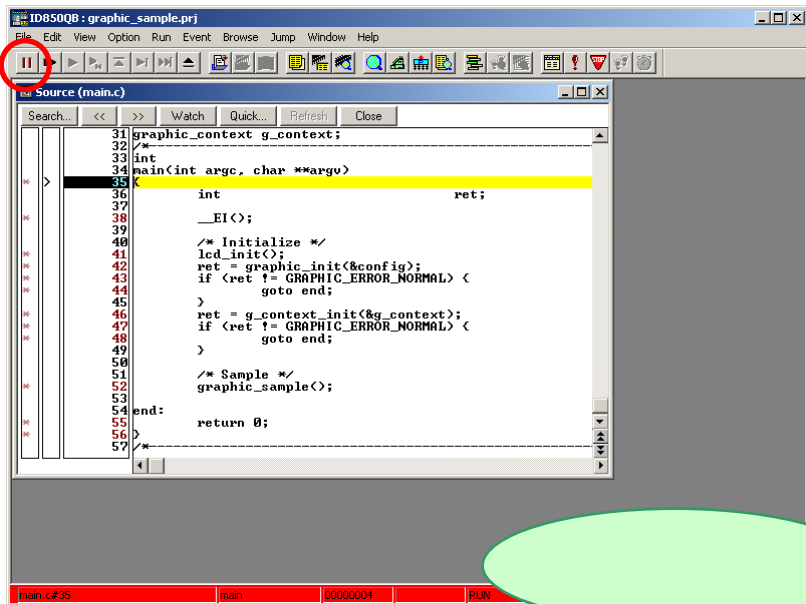 ID850QB : graphic_sample.prj
File Edit View Option Run Event Browse Jump Window Help
Source (main.c)
Search... << >> Watch Quick... Refresh Close
31 graphic_context g_context;
32 /*------------------------------------------------------------
33 int
34 main(int argc, char **argv)
* > 35 {
36 int ret;
37
* 38 __EI();
39
40 /* Initialize */
* 41 lcd_init();
* 42 ret = graphic_init(&config);
* 43 if (ret != GRAPHIC_ERROR_NORMAL) {
* 44 goto end;
45 }
* 46 ret = g_context_init(&g_context);
* 47 if (ret != GRAPHIC_ERROR_NORMAL) {
* 48 goto end;
49 }
50
51 /* Sample */
* 52 graphic_sample();
53
54 end:
* 55 return 0;
* 56 }
57 /*------------------------------------------------------------
main.c#35 main 00000004 RUN